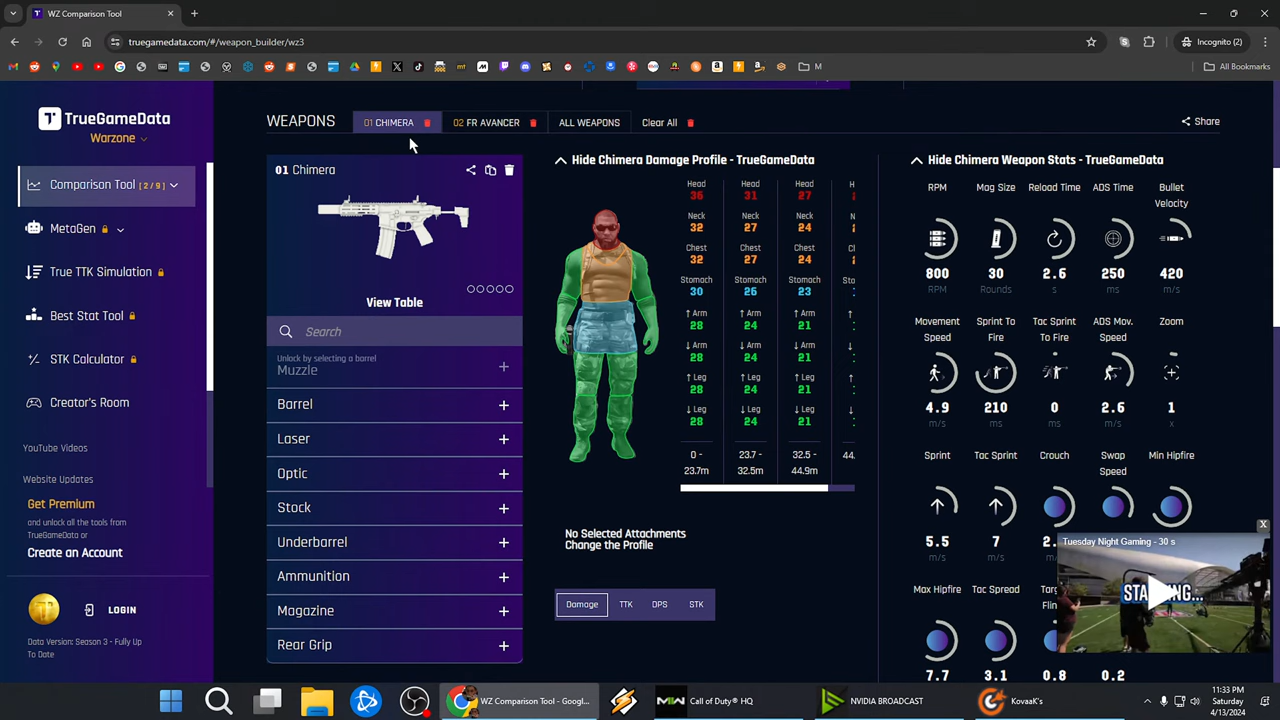 WZ Comparison Tool
truegamedata.com/#/weapon_builder/wz3
Incognito (2)
M
All Bookmarks
TrueGameData
Warzone
Comparison Tool [2/9]
MetaGen
True TTK Simulation
Best Stat Tool
STK Calculator
Creator's Room
YouTube Videos
Website Updates
Get Premium
and unlock all the tools from
TrueGameData or
Create an Account
LOGIN
Data Version: Season 3 - Fully Up
To Date
WEAPONS
01 CHIMERA
02 FR AVANCER
ALL WEAPONS
Clear All
Share
01 Chimera
View Table
Search
Unlock by selecting a barrel
Muzzle
Barrel
Laser
Optic
Stock
Underbarrel
Ammunition
Magazine
Rear Grip
Hide Chimera Damage Profile - TrueGameData
Head Head Head
36 31 27
Neck Neck Neck
32 27 24
Chest Chest Chest
32 27 24
Stomach Stomach Stomach
30 26 23
↑ Arm ↑ Arm ↑ Arm
28 24 21
↓ Arm ↓ Arm ↓ Arm
28 24 21
↑ Leg ↑ Leg ↑ Leg
28 24 21
↓ Leg ↓ Leg ↓ Leg
28 24 21
0 - 23.7 - 32.5 - 44.
23.7m 32.5m 44.9m
No Selected Attachments
Change the Profile
Damage TTK DPS STK
Hide Chimera Weapon Stats - TrueGameData
RPM Mag Size Reload Time ADS Time Bullet
Velocity
800 30 2.6 250 420
RPM Rounds s ms m/s
Movement Sprint To Tac Sprint ADS Mov. Zoom
Speed Fire To Fire Speed
4.9 210 0 2.6 1
m/s ms ms m/s x
Sprint Tac Sprint Crouch Swap Min Hipfire
Speed
5.5 7 2.
m/s m/s
Tuesday Night Gaming - 30 s
X
Max Hipfire Tac Spread
7.7 3.1 0.8 0.2
WZ Comparison Tool - Googl...
Call of Duty® HQ
NVIDIA BROADCAST
KovaaK's
11:33 PM
Saturday
4/13/2024